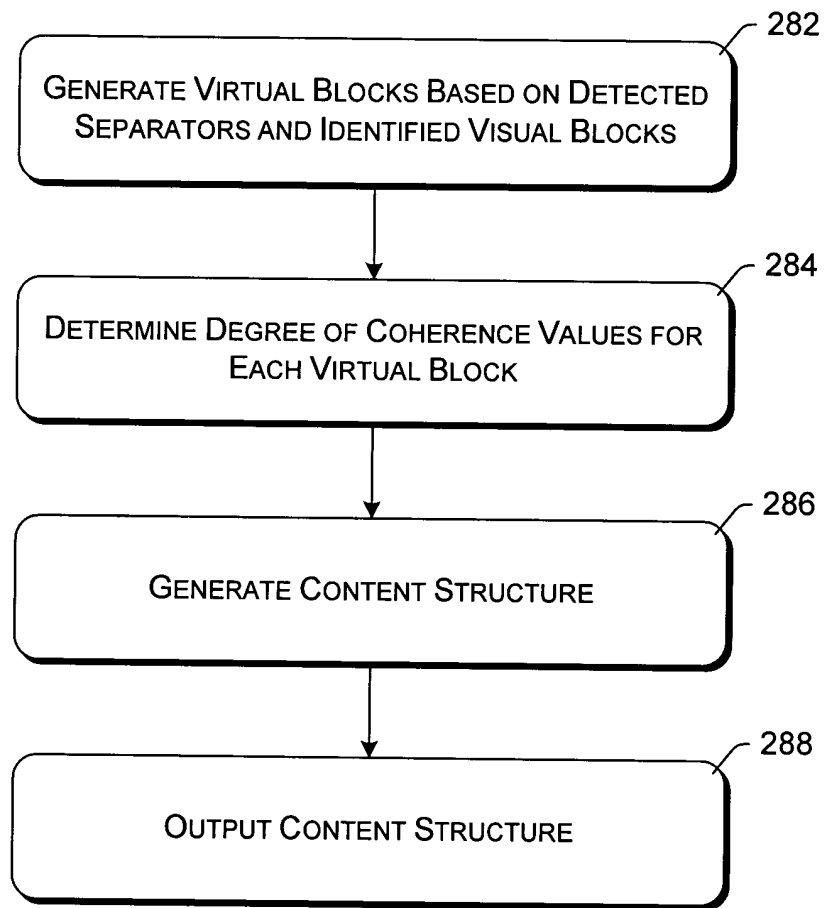 282
GENERATE VIRTUAL BLOCKS BASED ON DETECTED
SEPARATORS AND IDENTIFIED VISUAL BLOCKS
284
DETERMINE DEGREE OF COHERENCE VALUES FOR
EACH VIRTUAL BLOCK
286
GENERATE CONTENT STRUCTURE
288
OUTPUT CONTENT STRUCTURE